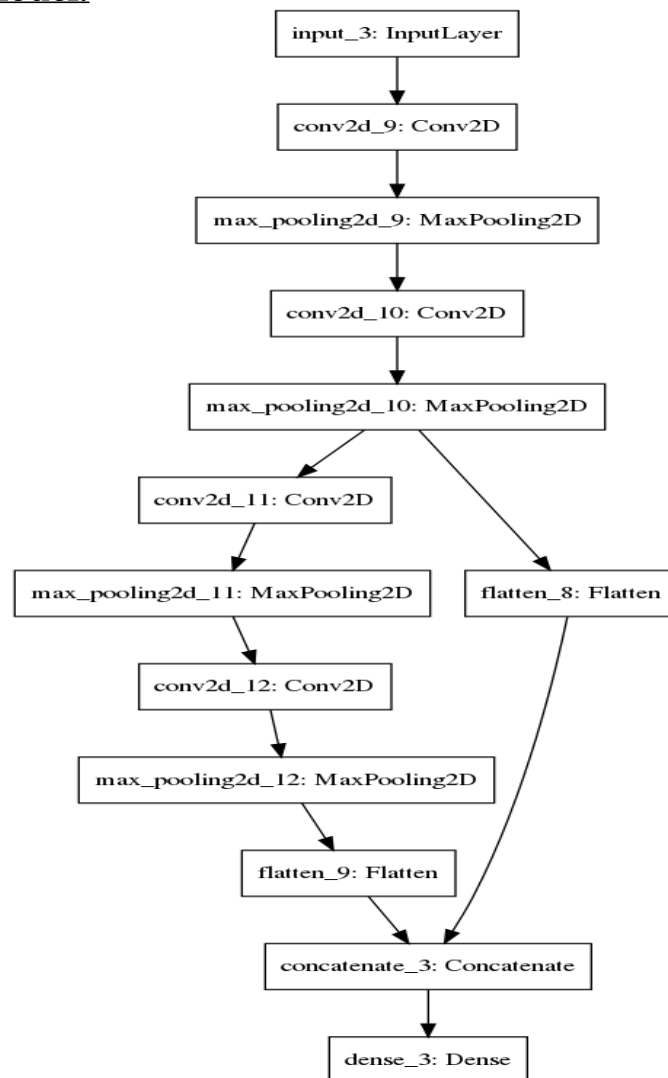 input_3: InputLayer
conv2d_9: Conv2D
max_pooling2d_9: MaxPooling2D
conv2d_10: Conv2D
max_pooling2d_10: MaxPooling2D
conv2d_11: Conv2D
max_pooling2d_11: MaxPooling2D
flatten_8: Flatten
conv2d_12: Conv2D
max_pooling2d_12: MaxPooling2D
flatten_9: Flatten
concatenate_3: Concatenate
dense_3: Dense